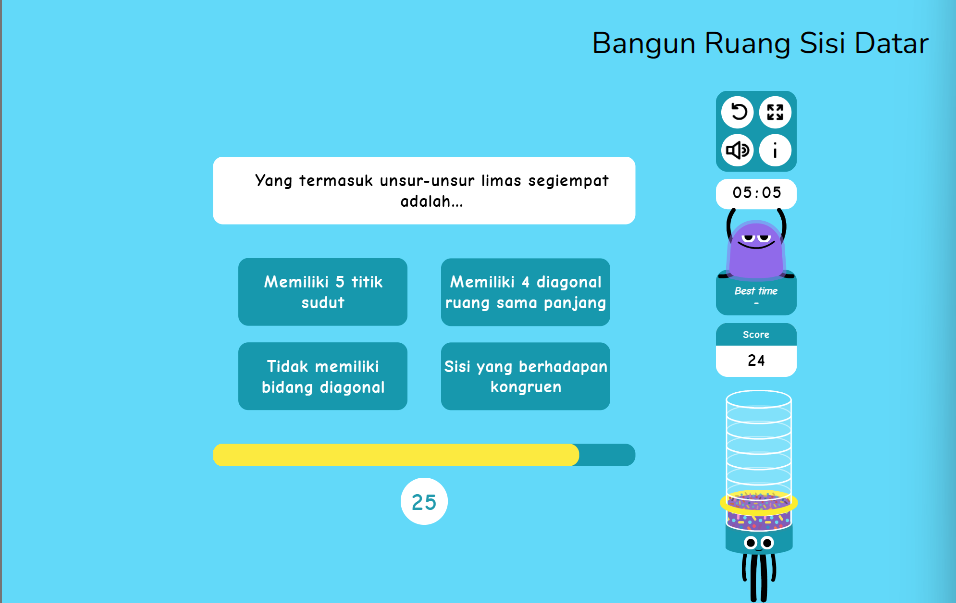 Bangun Ruang Sisi Datar
Yang termasuk unsur-unsur limas segiempat
adalah...
05:05
Memiliki 5 titik
sudut
Memiliki 4 diagonal
ruang sama panjang
Best time
-
Score
24
Tidak memiliki
bidang diagonal
Sisi yang berhadapan
kongruen
25